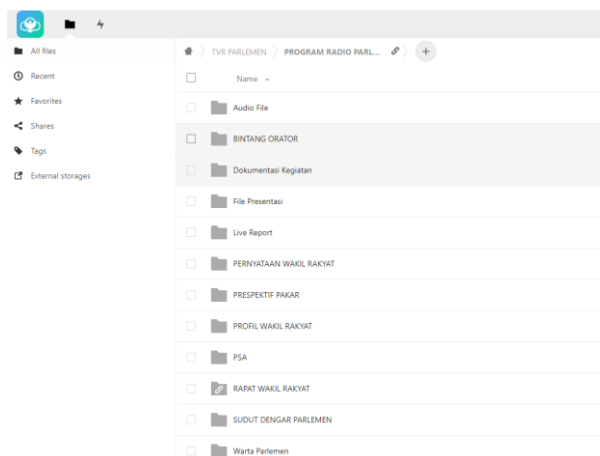 All files
Recent
Favorites
Shares
Tags
External storages
TVR PARLEMEN
PROGRAM RADIO PARL...
+
Name
Audio File
BINTANG ORATOR
Dokumentasi Kegiatan
File Presentasi
Live Report
PERNYATAAN WAKIL RAKYAT
PRESPEKTIF PAKAR
PROFIL WAKIL RAKYAT
PSA
RAPAT WAKIL RAKYAT
SUDUT DENGAR PARLEMEN
Warta Parlemen